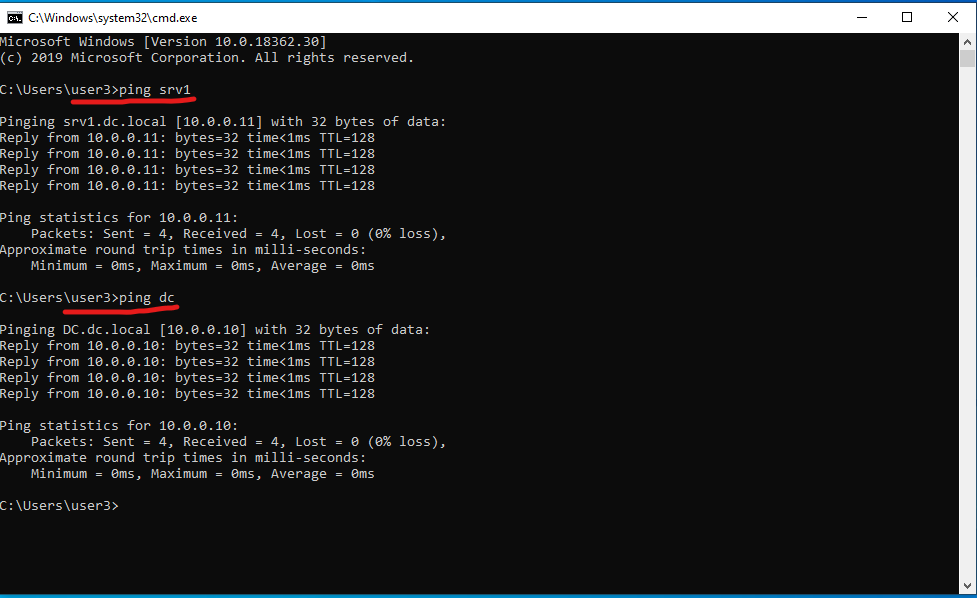 C:\Windows\system32\cmd.exe
Microsoft Windows [Version 10.0.18362.30]
(c) 2019 Microsoft Corporation. All rights reserved.
C:\Users\user3>ping srv1
Pinging srv1.dc.local [10.0.0.11] with 32 bytes of data:
Reply from 10.0.0.11: bytes=32 time<1ms TTL=128
Reply from 10.0.0.11: bytes=32 time<1ms TTL=128
Reply from 10.0.0.11: bytes=32 time<1ms TTL=128
Reply from 10.0.0.11: bytes=32 time<1ms TTL=128
Ping statistics for 10.0.0.11:
    Packets: Sent = 4, Received = 4, Lost = 0 (0% loss),
Approximate round trip times in milli-seconds:
    Minimum = 0ms, Maximum = 0ms, Average = 0ms
C:\Users\user3>ping dc
Pinging DC.dc.local [10.0.0.10] with 32 bytes of data:
Reply from 10.0.0.10: bytes=32 time<1ms TTL=128
Reply from 10.0.0.10: bytes=32 time<1ms TTL=128
Reply from 10.0.0.10: bytes=32 time<1ms TTL=128
Reply from 10.0.0.10: bytes=32 time<1ms TTL=128
Ping statistics for 10.0.0.10:
    Packets: Sent = 4, Received = 4, Lost = 0 (0% loss),
Approximate round trip times in milli-seconds:
    Minimum = 0ms, Maximum = 0ms, Average = 0ms
C:\Users\user3>